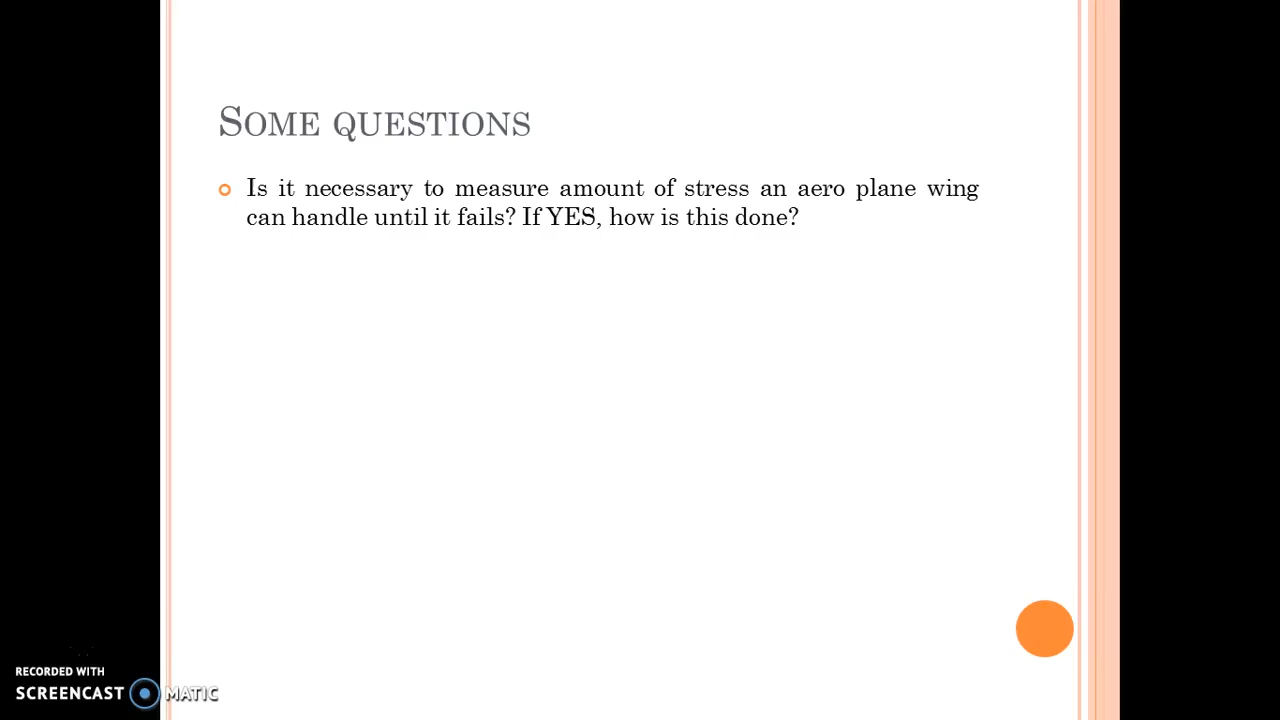 SOME QUESTIONS
Is it necessary to measure amount of stress an aero plane wing
can handle until it fails? If YES, how is this done?
RECORDED WITH
SCREENCAST MATIC